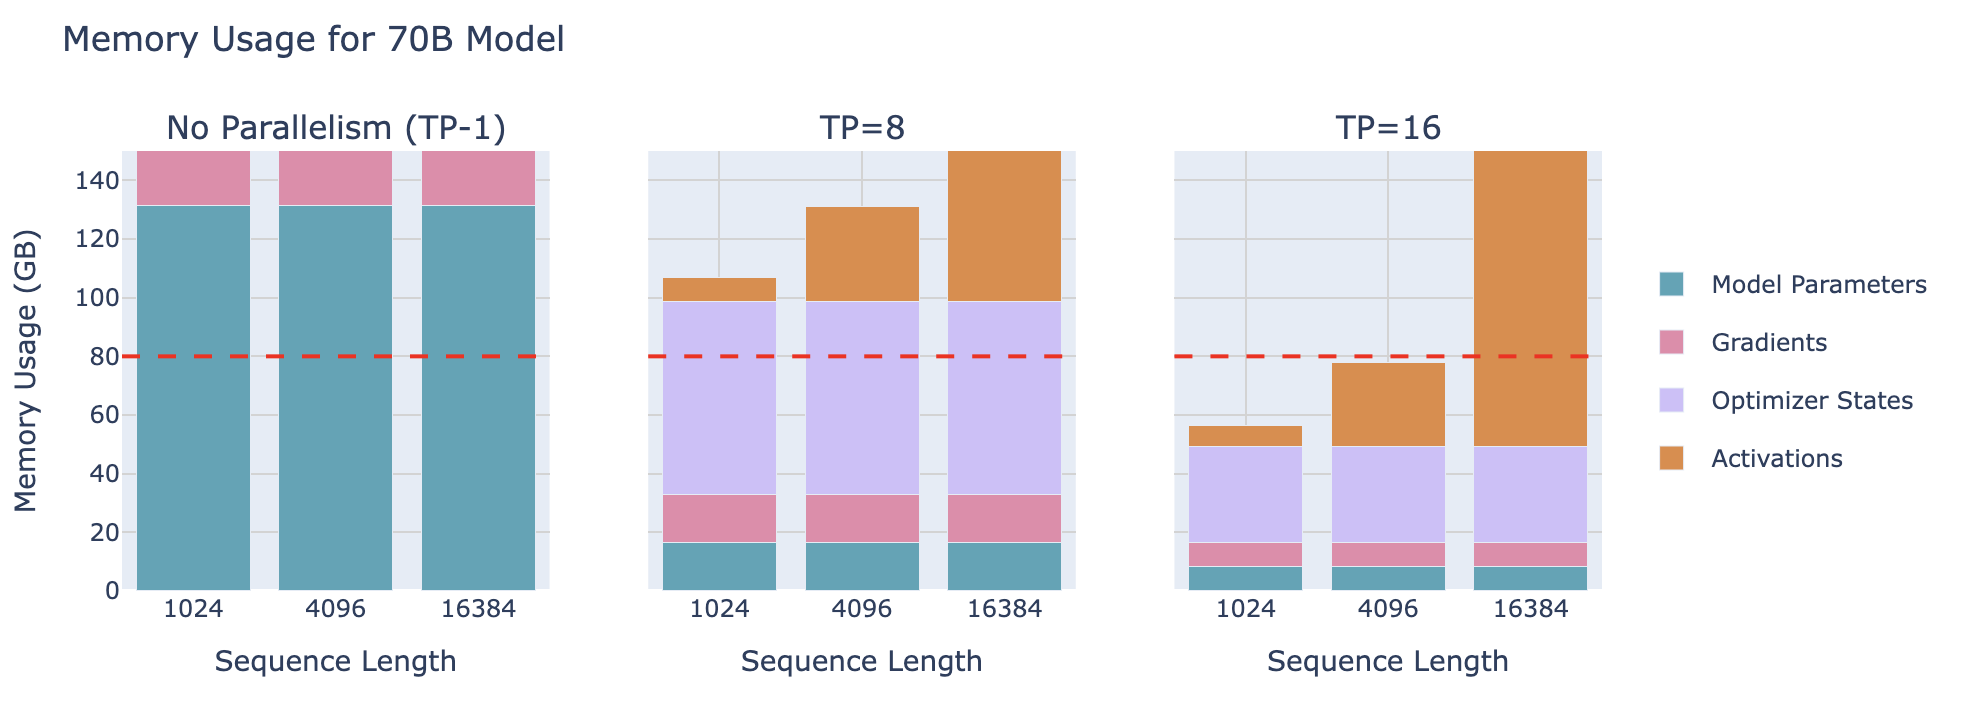 Memory Usage for 70B Model
No Parallelism (TP-1)
TP=8
TP=16
Memory Usage (GB)
140
120
100
80
60
40
20
0
1024 4096 16384
1024 4096 16384
1024 4096 16384
Sequence Length
Sequence Length
Sequence Length
Model Parameters
Gradients
Optimizer States
Activations